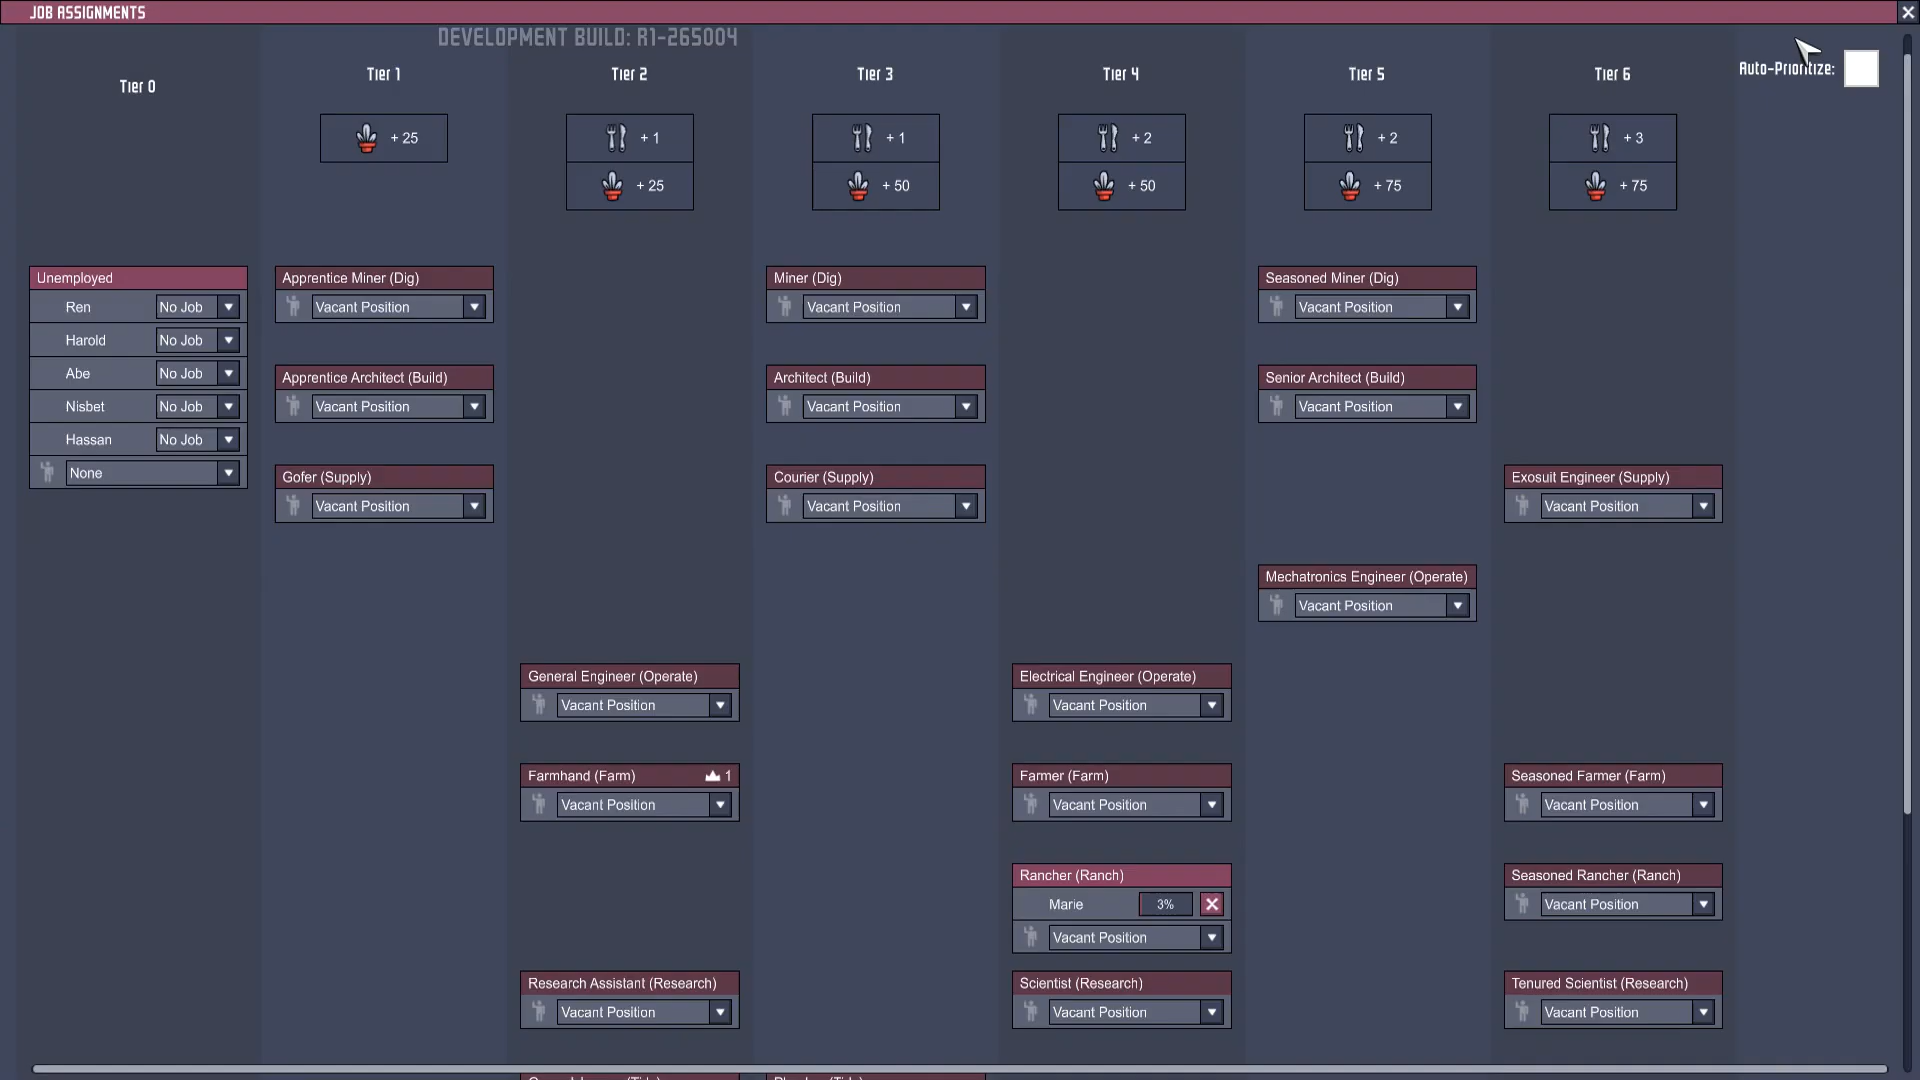 JOB ASSIGNMENTS
DEVELOPMENT BUILD: R1-265004
Auto-Prioritize:
Tier 0
Tier 1
Tier 2
Tier 3
Tier 4
Tier 5
Tier 6
+ 25
+ 1
+ 1
+ 2
+ 2
+ 3
+ 25
+ 50
+ 50
+ 75
+ 75
Unemployed
Ren No Job
Harold No Job
Abe No Job
Nisbet No Job
Hassan No Job
None
Apprentice Miner (Dig)
Vacant Position
Miner (Dig)
Vacant Position
Seasoned Miner (Dig)
Vacant Position
Apprentice Architect (Build)
Vacant Position
Architect (Build)
Vacant Position
Senior Architect (Build)
Vacant Position
Gofer (Supply)
Vacant Position
Courier (Supply)
Vacant Position
Exosuit Engineer (Supply)
Vacant Position
Mechatronics Engineer (Operate)
Vacant Position
General Engineer (Operate)
Vacant Position
Electrical Engineer (Operate)
Vacant Position
Farmhand (Farm) 1
Vacant Position
Farmer (Farm)
Vacant Position
Seasoned Farmer (Farm)
Vacant Position
Rancher (Ranch)
Marie 3%
Vacant Position
Seasoned Rancher (Ranch)
Vacant Position
Research Assistant (Research)
Vacant Position
Scientist (Research)
Vacant Position
Tenured Scientist (Research)
Vacant Position